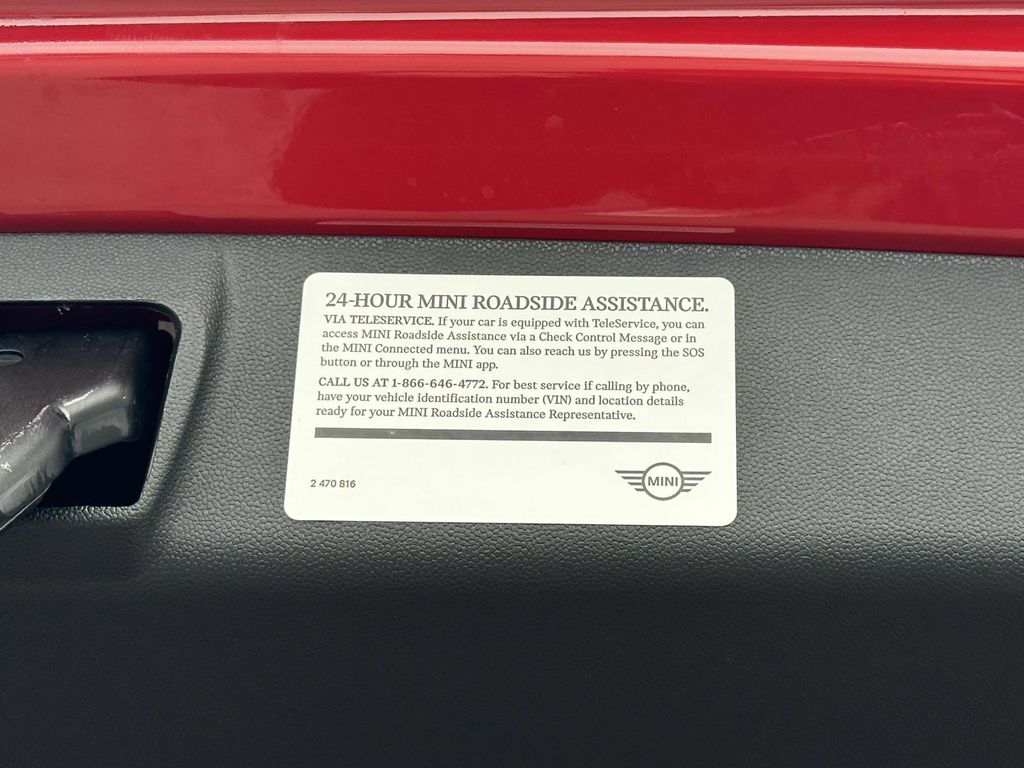 24-HOUR MINI ROADSIDE ASSISTANCE.
VIA TELESERVICE. If your car is equipped with TeleService, you can
access MINI Roadside Assistance via a Check Control Message or in
the MINI Connected menu. You can also reach us by pressing the SOS
button or through the MINI app.
CALL US AT 1-866-646-4772. For best service if calling by phone,
have your vehicle identification number (VIN) and location details
ready for your MINI Roadside Assistance Representative.
2 470 816
MINI